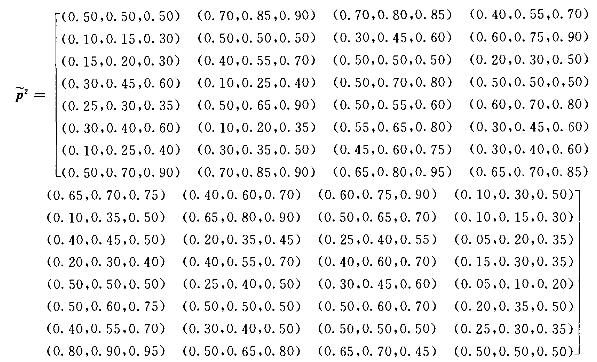 (0.50,0.50,0.50) (0.70,0.85,0.90) (0.70,0.80,0.85) (0.40,0.55,0.70)
(0.10,0.15,0.30) (0.50,0.50,0.50) (0.30,0.45,0.60) (0.60,0.75,0.90)
(0.15,0.20,0.30) (0.40,0.55,0.70) (0.50,0.50,0.50) (0.20,0.30,0.50)
p̃ᶻ = (0.30,0.45,0.60) (0.10,0.25,0.40) (0.50,0.70,0.80) (0.50,0.50,0.50)
(0.25,0.30,0.35) (0.50,0.65,0.90) (0.50,0.55,0.60) (0.60,0.70,0.80)
(0.30,0.40,0.60) (0.10,0.20,0.35) (0.55,0.65,0.80) (0.30,0.45,0.60)
(0.10,0.25,0.40) (0.30,0.35,0.50) (0.45,0.60,0.75) (0.30,0.40,0.60)
(0.50,0.70,0.90) (0.70,0.85,0.90) (0.65,0.80,0.95) (0.65,0.70,0.85)
(0.65,0.70,0.75) (0.40,0.60,0.70) (0.60,0.75,0.90) (0.10,0.30,0.50)
(0.10,0.35,0.50) (0.65,0.80,0.90) (0.50,0.65,0.70) (0.10,0.15,0.30)
(0.40,0.45,0.50) (0.20,0.35,0.45) (0.25,0.40,0.55) (0.05,0.20,0.35)
(0.20,0.30,0.40) (0.40,0.55,0.70) (0.40,0.60,0.70) (0.15,0.30,0.35)
(0.50,0.50,0.50) (0.25,0.40,0.50) (0.30,0.45,0.60) (0.05,0.10,0.20)
(0.50,0.60,0.75) (0.50,0.50,0.50) (0.50,0.60,0.70) (0.20,0.35,0.50)
(0.40,0.55,0.70) (0.30,0.40,0.50) (0.50,0.50,0.50) (0.25,0.30,0.35)
(0.80,0.90,0.95) (0.50,0.65,0.80) (0.65,0.70,0.45) (0.50,0.50,0.50)